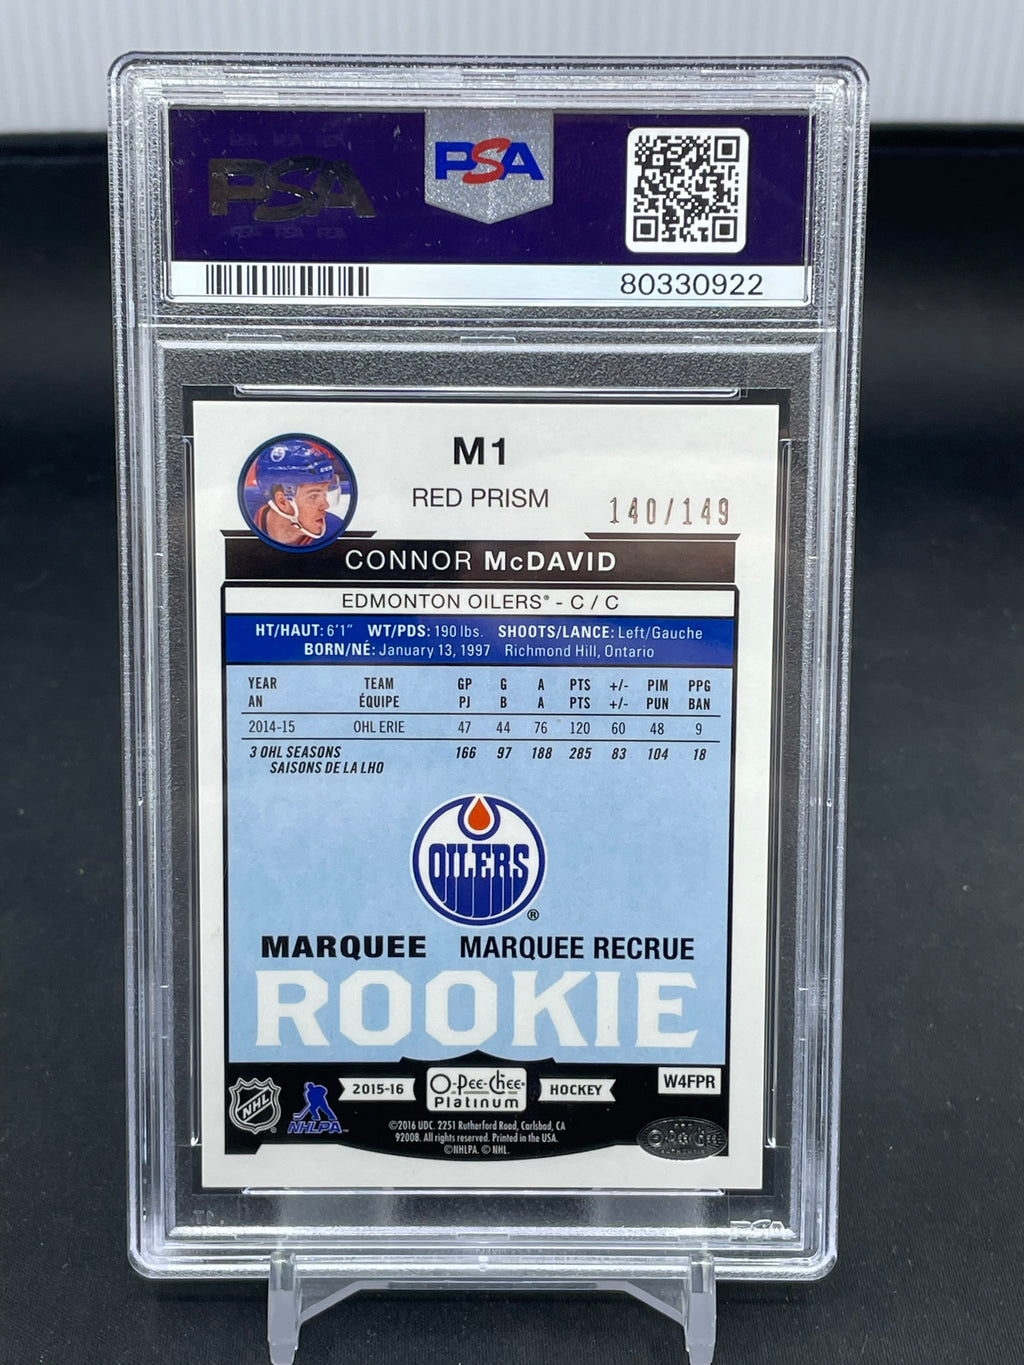 PSA
PSA
80330922
M1
RED PRISM
140/149
CONNOR McDAVID
EDMONTON OILERS® - C / C
HT/HAUT: 6'1" WT/PDS: 190 lbs. SHOOTS/LANCE: Left/Gauche
BORN/NÉ: January 13, 1997 Richmond Hill, Ontario
YEAR TEAM GP G A PTS +/- PIM PPG
AN ÉQUIPE PJ B A PTS +/- PUN BAN
2014-15 OHL ERIE 47 44 76 120 60 48 9
3 OHL SEASONS 166 97 188 285 83 104 18
SAISONS DE LA LHO
OILERS
®
MARQUEE MARQUEE RECRUE
ROOKIE
NHL NHLPA 2015-16 O-Pee-Chee Platinum HOCKEY W4FPR
©2016 UDC. 2251 Rutherford Road, Carlsbad, CA
92008. All rights reserved. Printed in the USA.
©NHLPA. © NHL.
O-Pee-Chee
PSA